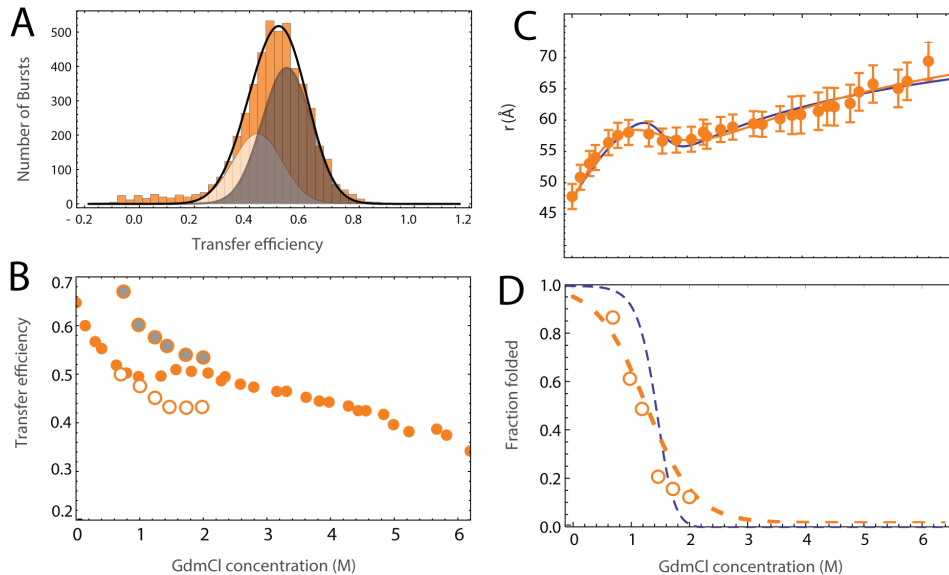 A
Number of Bursts
500
400
300
200
100
0
- 0.2 0.0 0.2 0.4 0.6 0.8 1.0 1.2
Transfer efficiency
B
Transfer efficiency
0.7
0.6
0.5
0.4
0.3
0.2
0 1 2 3 4 5 6
GdmCl concentration (M)
C
r (Å)
70
65
60
55
50
45
D
Fraction folded
1.0
0.8
0.6
0.4
0.2
0.0
0 1 2 3 4 5 6
GdmCl concentration (M)